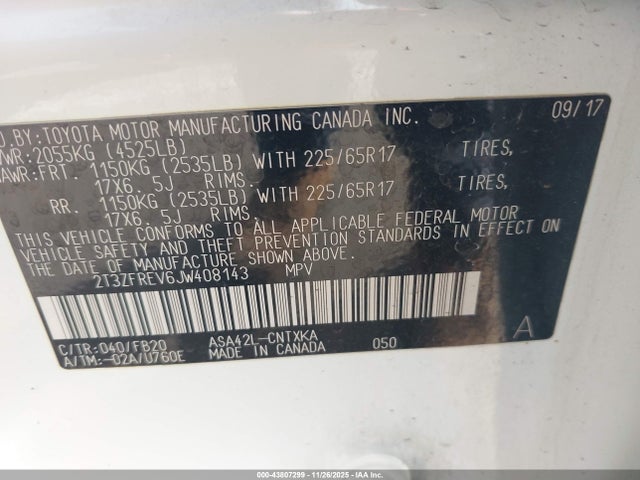 D BY: TOYOTA MOTOR MANUFACTURING CANADA INC. 09/17
VWR: 2055KG (4525LB)
AWR: FRT. 1150KG (2535LB) WITH 225/65R17 TIRES,
17X6. 5J RIMS.
RR. 1150KG (2535LB) WITH 225/65R17 TIRES,
17X6. 5J RIMS.
THIS VEHICLE CONFORMS TO ALL APPLICABLE FEDERAL MOTOR
VEHICLE SAFETY AND THEFT PREVENTION STANDARDS IN EFFECT ON
THE DATE OF MANUFACTURE SHOWN ABOVE.
2T3ZFREV6JW408143 MPV
C/TR: 040/FB20 ASA42L-CNTXKA 050 A
A/TM: -02A/U760E MADE IN CANADA
000-43807299 - 11/26/2025 - IAA Inc.